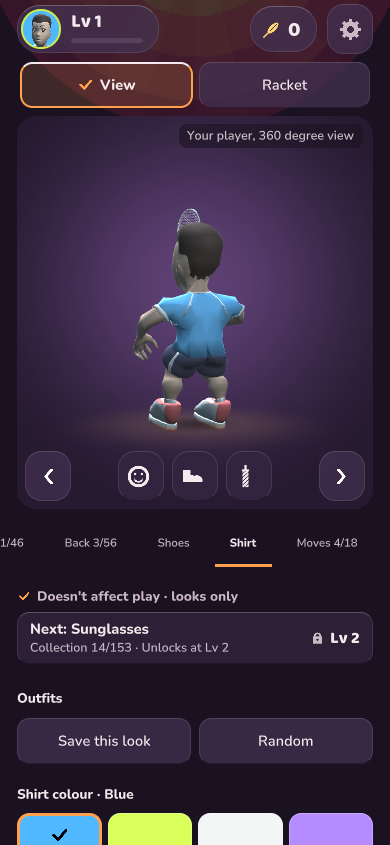 Lv 1
0
View
Racket
Your player, 360 degree view
1/46
Back 3/56
Shoes
Shirt
Moves 4/18
Doesn't affect play · looks only
Next: Sunglasses
Collection 14/153 · Unlocks at Lv 2
Lv 2
Outfits
Save this look
Random
Shirt colour · Blue